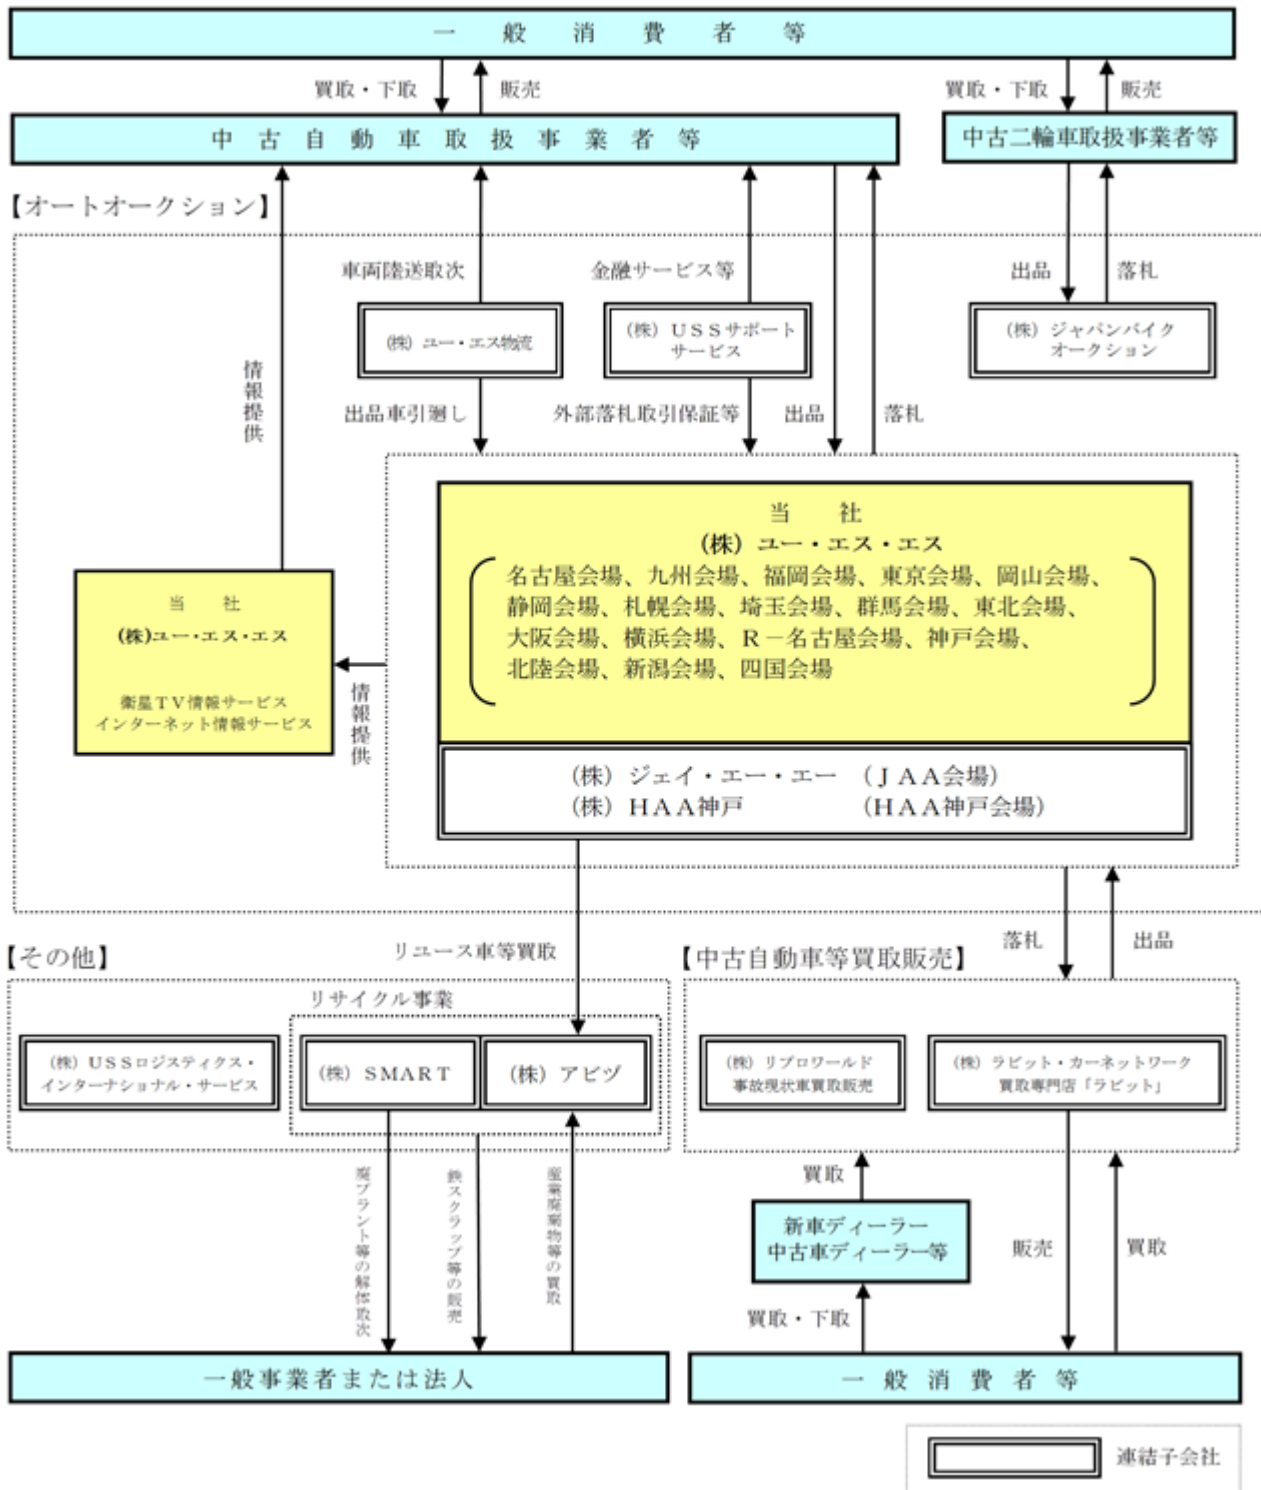 一般消費者等
買取・下取
販売
買取・下取
販売
中古自動車取扱事業者等
中古二輪車取扱事業者等
【オートオークション】
車両陸送取次
金融サービス等
出品
落札
(株)ユー・エス物流
(株)USSサポート
サービス
(株)ジャパンバイク
オークション
情報提供
出品車引廻し
外部落札取引保証等
出品
落札
当社
(株)ユー・エス・エス
名古屋会場、九州会場、福岡会場、東京会場、岡山会場、
静岡会場、札幌会場、埼玉会場、群馬会場、東北会場、
大阪会場、横浜会場、R-名古屋会場、神戸会場、
北陸会場、新潟会場、四国会場
当社
(株)ユー・エス・エス
衛星TV情報サービス
インターネット情報サービス
情報提供
(株)ジェイ・エー・エー (JAA会場)
(株)HAA神戸 (HAA神戸会場)
【その他】
リユース車等買取
【中古自動車等買取販売】
落札
出品
リサイクル事業
(株)USSロジスティクス・
インターナショナル・サービス
(株)SMART
(株)アビヅ
(株)リプロワールド
事故現状車買取販売
(株)ラビット・カーネットワーク
買取専門店「ラビット」
廃プラント等の解体取次
鉄スクラップ等の販売
産業廃棄物等の買取
買取
新車ディーラー
中古車ディーラー等
販売
買取
買取・下取
一般事業者または法人
一般消費者等
連結子会社